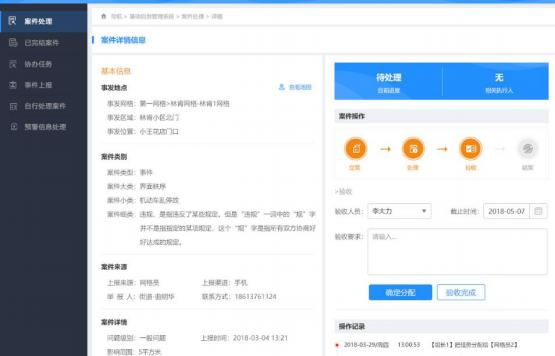 案件处理
已完结案件
协办任务
事件上报
自行处理案件
预警信息处理
导航 > 基础信息管理系统 > 案件处理 > 详细
案件详情信息
基本信息
事发地点
查看地图
事发网格：第一网格>林肯网格-林肯1网格
事发区域：林肯小区北门
事发位置：小王花店门口
案件类别
案件类型：事件
案件大类：界面秩序
案件小类：机动车乱停放
案件细类：违规，是指违反了某些规定。但是“违规”一词中的“规”字
并不是指指定的某项规定，这个“规”字是指所有双方协商好
好达成的规定。
案件来源
上报来源：网格员 上报渠道：手机
举 报 人：街道-曲明华 联系方式：18613761124
案件详情
问题级别：一般问题 上报时间：2018-03-04 13:21
影响范围：5平方米
待处理
目前进度
无
相关执行人
案件操作
立案
处理
验收
结案
>验收
验收人员：
李大力
截止时间：
2018-05-07
验收要求：
请输入...
确定分配
验收完成
操作记录
2018-03-29/周四 13:00:53 【组长1】把任务分配给【网格员2】